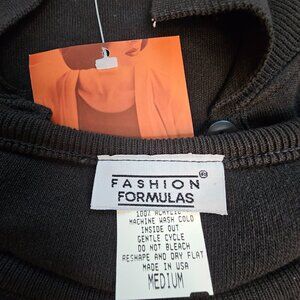 FASHION ®
FORMULAS
100% ACRYLIC
MACHINE WASH COLD
INSIDE OUT
GENTLE CYCLE
DO NOT BLEACH
RESHAPE AND DRY FLAT
MADE IN USA
MEDIUM